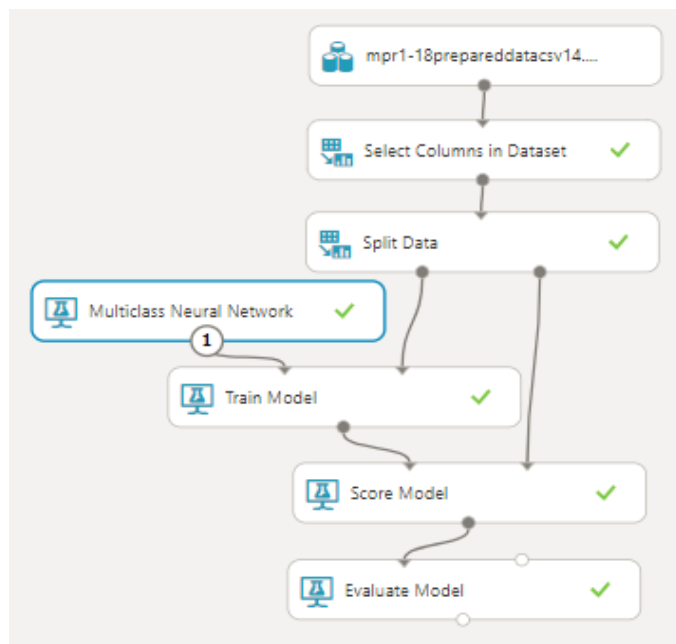 mpr1-18prepareddatacsv14....
Select Columns in Dataset
Split Data
Multiclass Neural Network
1
Train Model
Score Model
Evaluate Model